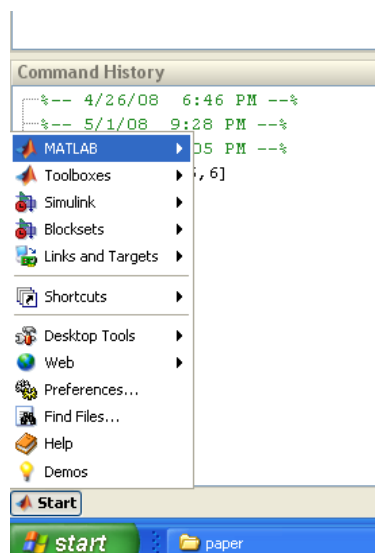 Command History
%-- 4/26/08 6:46 PM --%
%-- 5/1/08 9:28 PM --%
05 PM --%
,6]
MATLAB
Toolboxes
Simulink
Blocksets
Links and Targets
Shortcuts
Desktop Tools
Web
Preferences...
Find Files...
Help
Demos
Start
start
paper